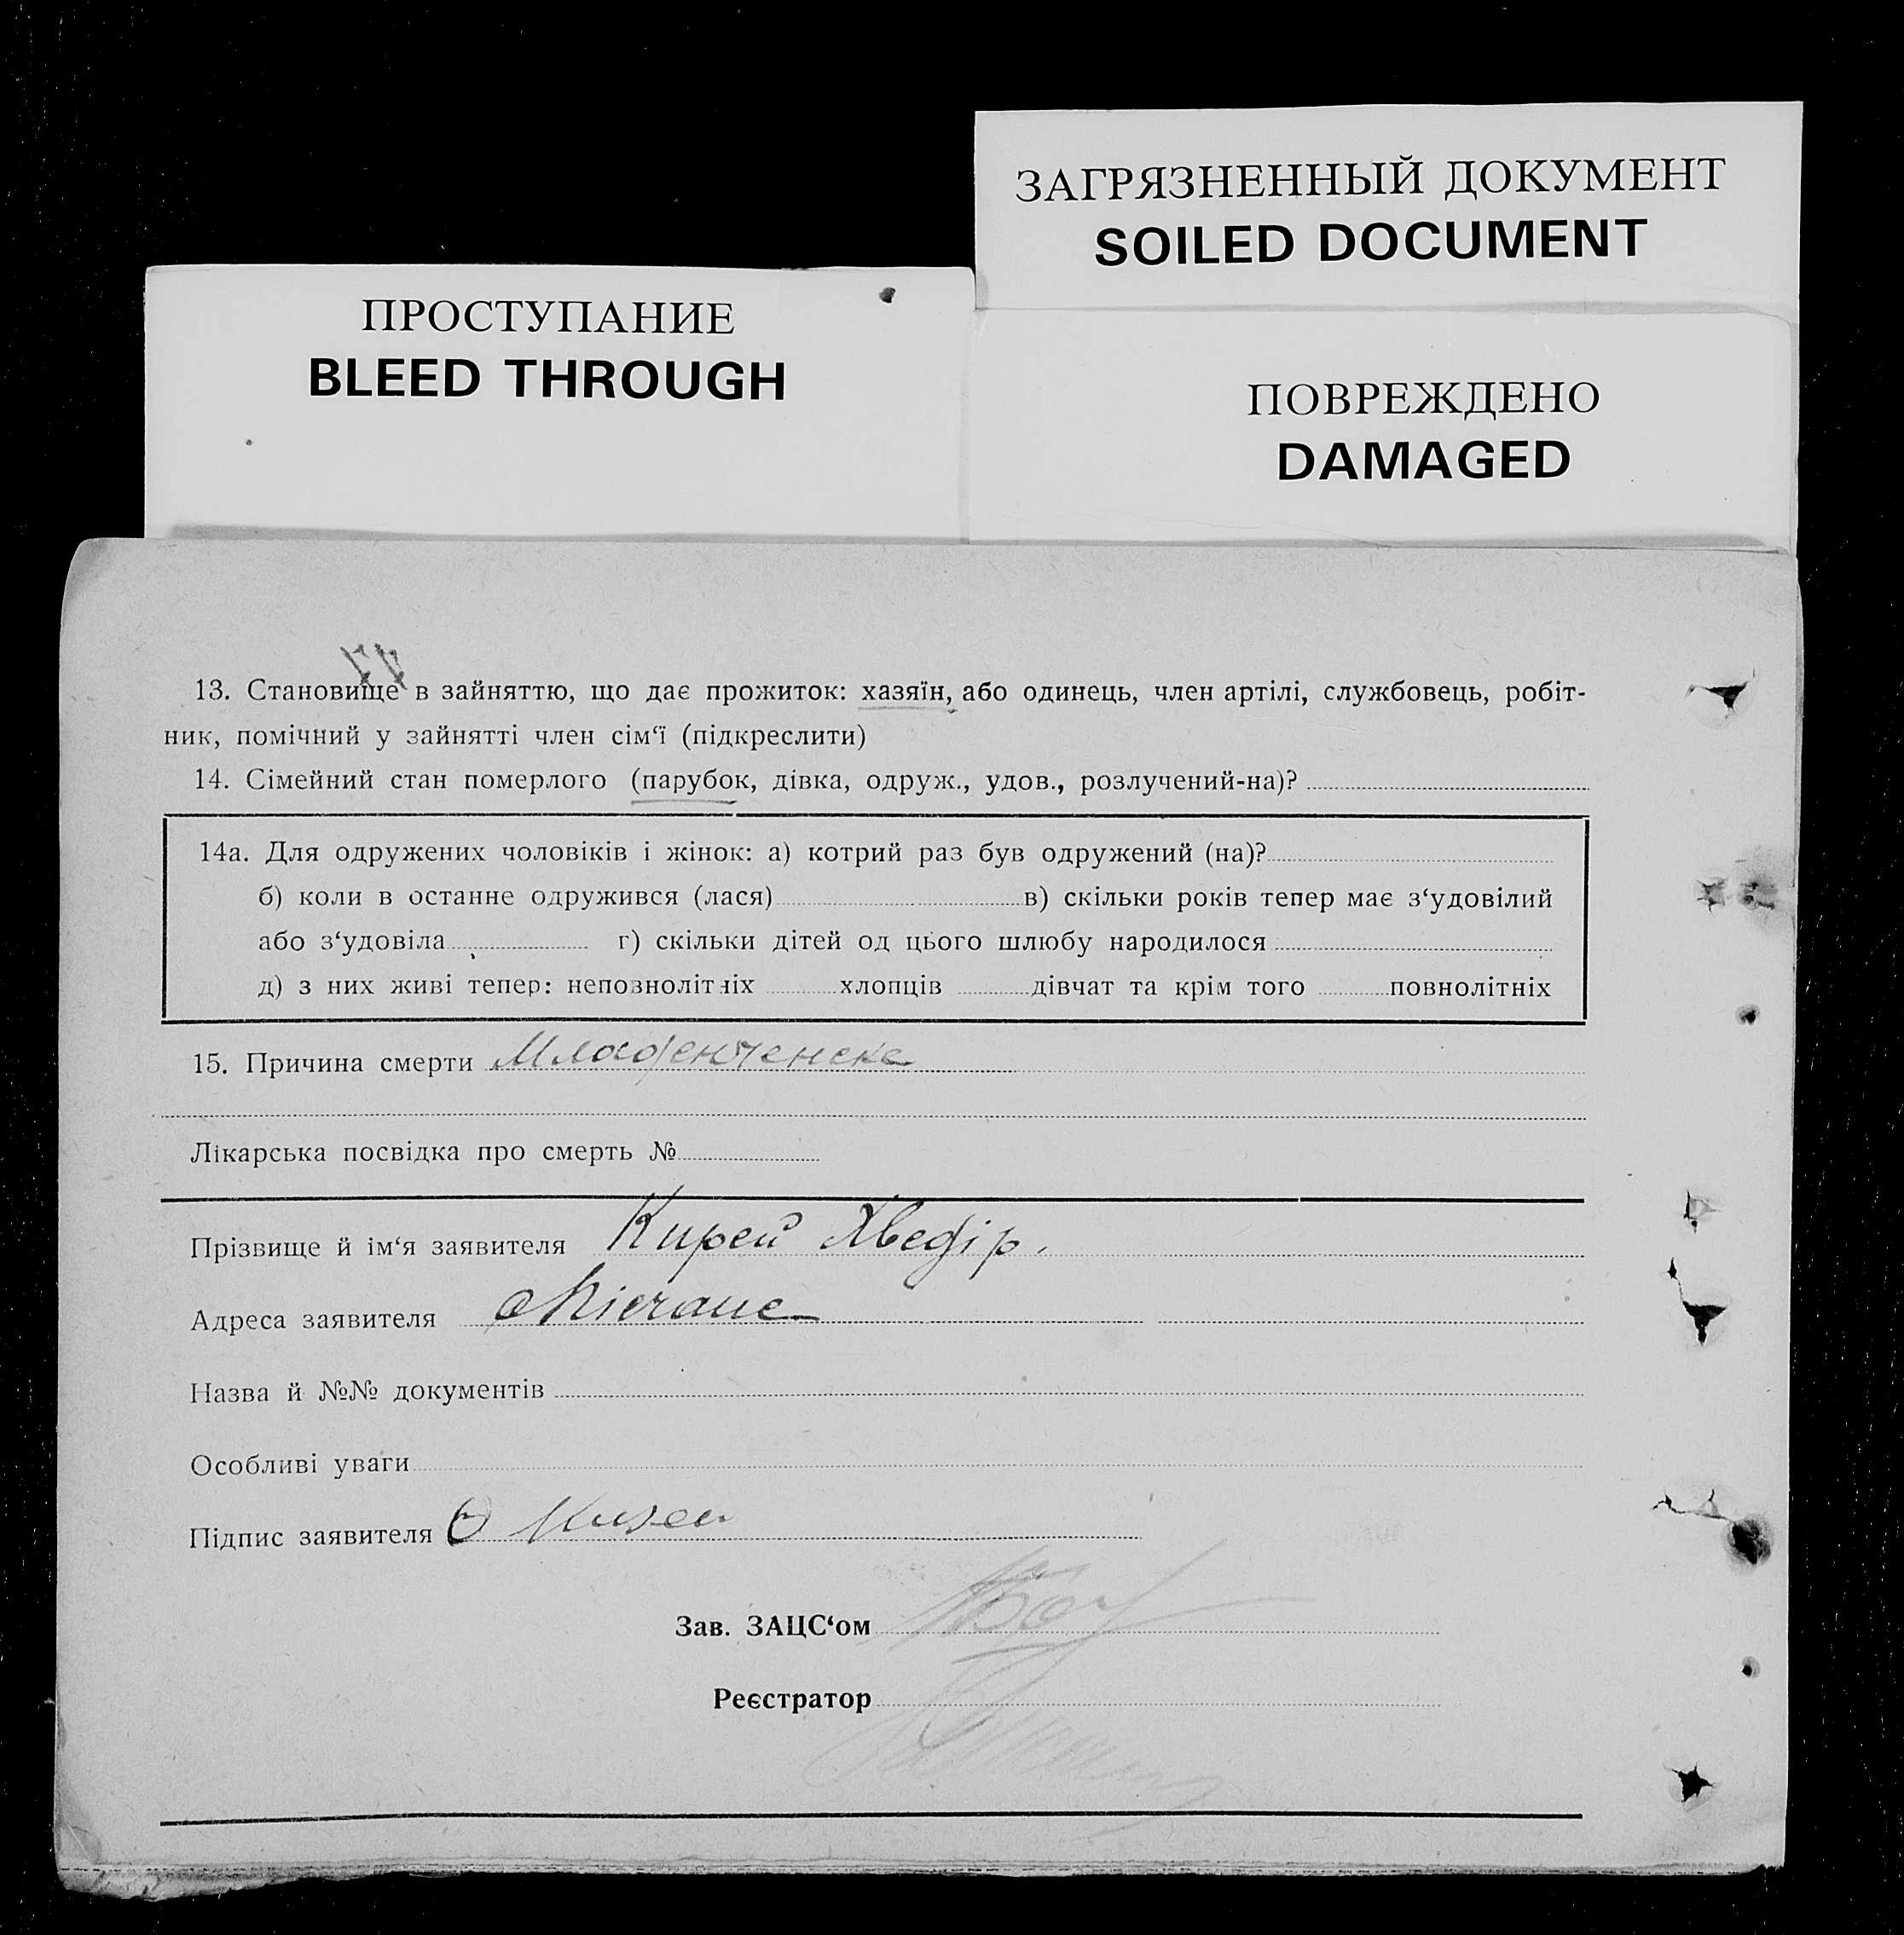 ЗАГРЯЗНЕННЫЙ ДОКУМЕНТ
SOILED DOCUMENT
ПРОСТУПАНИЕ
BLEED THROUGH
ПОВРЕЖДЕНО
DAMAGED
13. Становище в зайняттю, що дає прожиток: хазяїн, або одинець, член артілі, службовець, робіт-
ник, помічний у зайнятті член сім‘ї (підкреслити)
14. Сімейний стан померлого (парубок, дівка, одруж., удов., розлучений-на)?
14а. Для одружених чоловіків і жінок: а) котрий раз був одружений (на)?
б) коли в останне одружився (лася) в) скільки років тепер має з‘удовілий
або з‘удовіла г) скільки дітей од цього шлюбу народилося
д) з них живі тепер: неповнолітніх хлопців дівчат та крім того повнолітніх
15. Причина смерти Младенченске
Лікарська посвідка про смерть №
Прізвище й ім‘я заявителя Кирей Хведір.
Адреса заявителя
Назва й №№ документів
Особливі уваги
Підпис заявителя
Зав. ЗАЦС‘ом
Реєстратор